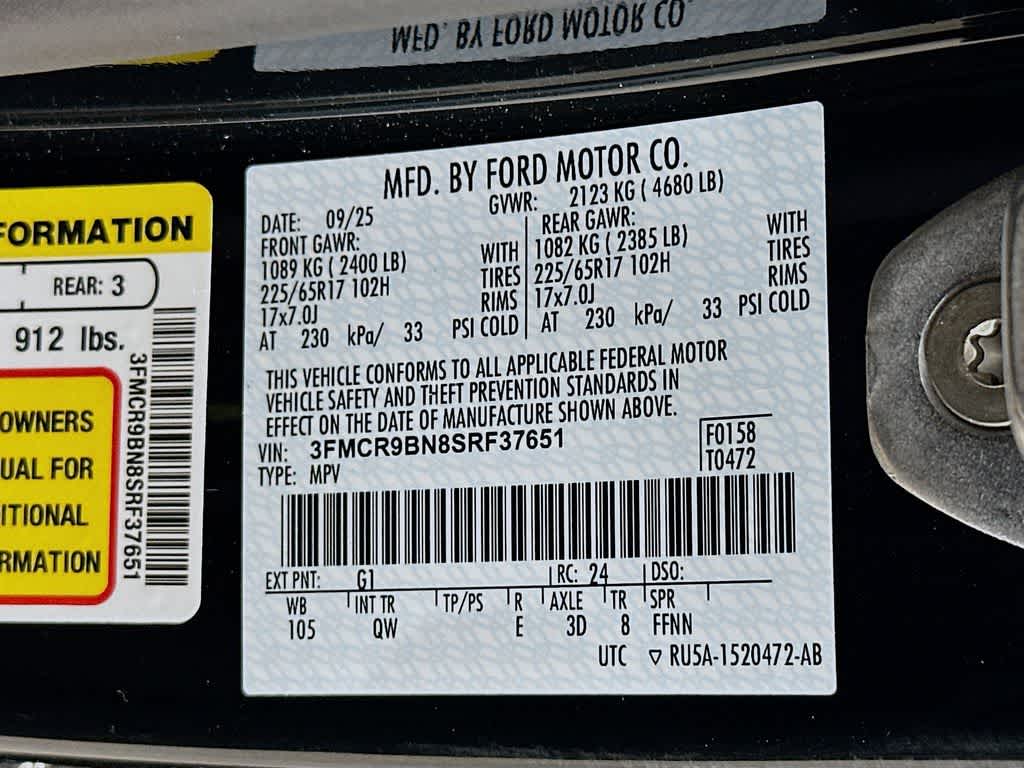 MFD. BY FORD MOTOR CO.
MFD. BY FORD MOTOR CO.
DATE: 09/25 GVWR: 2123 KG ( 4680 LB)
FRONT GAWR: REAR GAWR:
1089 KG ( 2400 LB) WITH 1082 KG ( 2385 LB) WITH
225/65R17 102H TIRES 225/65R17 102H TIRES
17x7.0J RIMS 17x7.0J RIMS
AT 230 kPa/ 33 PSI COLD AT 230 kPa/ 33 PSI COLD
THIS VEHICLE CONFORMS TO ALL APPLICABLE FEDERAL MOTOR
VEHICLE SAFETY AND THEFT PREVENTION STANDARDS IN
EFFECT ON THE DATE OF MANUFACTURE SHOWN ABOVE.
VIN: 3FMCR9BN8SRF37651 F0158
TYPE: MPV T0472
EXT PNT: G1 RC: 24 DSO:
WB INT TR TP/PS R AXLE TR SPR
105 QW E 3D 8 FFNN
UTC ▽ RU5A-1520472-AB
FORMATION
REAR: 3
912 lbs.
OWNERS
UAL FOR
ITIONAL
RMATION
3FMCR9BN8SRF37651